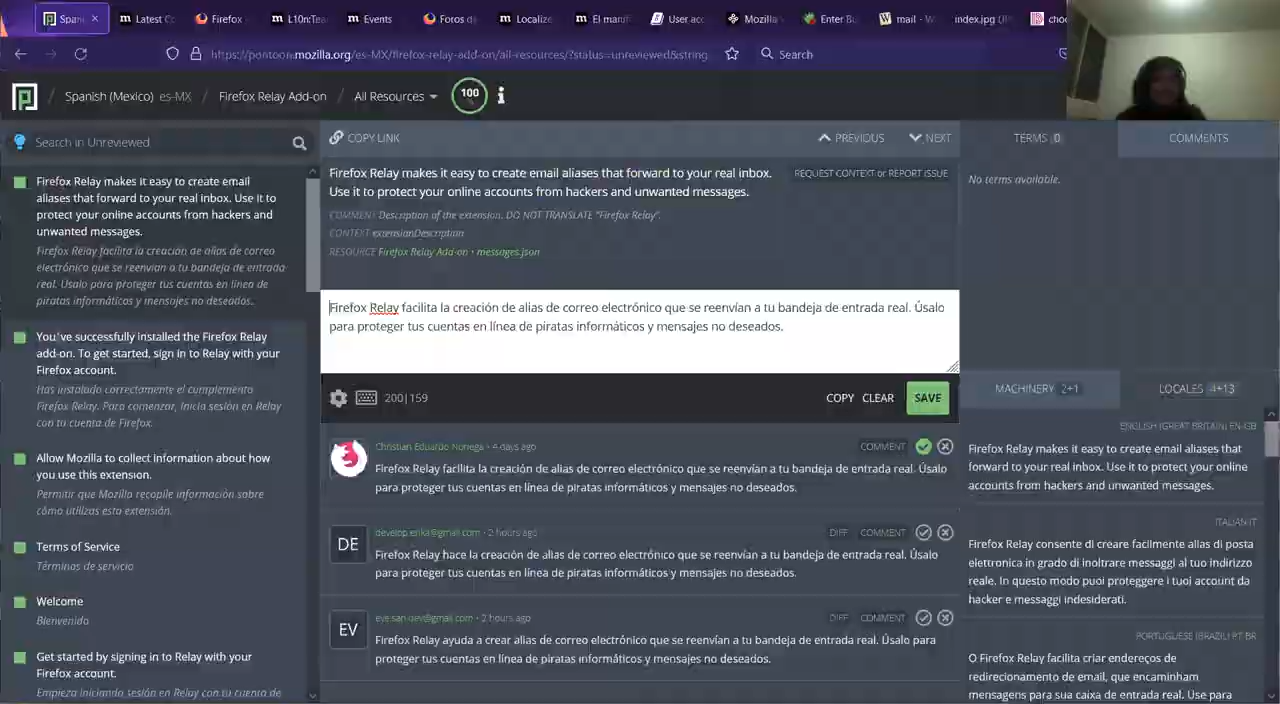 Spani
Latest Co
Firefox
L10n:Tea
Events
Foros de
Localize
El manif
User acc
Mozilla
Enter Bu
mail - W
index.jpg (JI
choc
https://pontoon.mozilla.org/es-MX/firefox-relay-add-on/all-resources/?status=unreviewed&string
Search
Spanish (Mexico) es-MX
Firefox Relay Add-on
All Resources
100
Search in Unreviewed
Firefox Relay makes it easy to create email
aliases that forward to your real inbox. Use it to
protect your online accounts from hackers and
unwanted messages.
Firefox Relay facilita la creación de alias de correo
electrónico que se reenvían a tu bandeja de entrada
real. Úsalo para proteger tus cuentas en línea de
piratas informáticos y mensajes no deseados.
You've successfully installed the Firefox Relay
add-on. To get started, sign in to Relay with your
Firefox account.
Has instalado correctamente el complemento
Firefox Relay. Para comenzar, inicia sesión en Relay
con tu cuenta de Firefox.
Allow Mozilla to collect information about how
you use this extension.
Permitir que Mozilla recopile información sobre
cómo utilizas esta extensión.
Terms of Service
Términos de servicio
Welcome
Bienvenido
Get started by signing in to Relay with your
Firefox account.
Empieza iniciando sesión en Relay con tu cuenta de
COPY LINK
PREVIOUS
NEXT
Firefox Relay makes it easy to create email aliases that forward to your real inbox.
Use it to protect your online accounts from hackers and unwanted messages.
REQUEST CONTEXT or REPORT ISSUE
COMMENT Description of the extension. DO NOT TRANSLATE "Firefox Relay".
CONTEXT extensionDescription
RESOURCE Firefox Relay Add-on • messages.json
Firefox Relay facilita la creación de alias de correo electrónico que se reenvían a tu bandeja de entrada real. Úsalo
para proteger tus cuentas en línea de piratas informáticos y mensajes no deseados.
200|159
COPY
CLEAR
SAVE
Christian Eduardo Noriega • 4 days ago
COMMENT
Firefox Relay facilita la creación de alias de correo electrónico que se reenvían a tu bandeja de entrada real. Úsalo
para proteger tus cuentas en línea de piratas informáticos y mensajes no deseados.
DE
develop.erika@gmail.com • 2 hours ago
DIFF
COMMENT
Firefox Relay hace la creación de alias de correo electrónico que se reenvían a tu bandeja de entrada real. Úsalo
para proteger tus cuentas en línea de piratas informáticos y mensajes no deseados.
EV
eve.san.dev@gmail.com • 2 hours ago
DIFF
COMMENT
Firefox Relay ayuda a crear alias de correo electrónico que se reenvían a tu bandeja de entrada real. Úsalo para
proteger tus cuentas en línea de piratas informáticos y mensajes no deseados.
TERMS 0
COMMENTS
No terms available.
MACHINERY 2+1
LOCALES 4+13
ENGLISH (GREAT BRITAIN) EN-GB
Firefox Relay makes it easy to create email aliases that
forward to your real inbox. Use it to protect your online
accounts from hackers and unwanted messages.
ITALIAN IT
Firefox Relay consente di creare facilmente alias di posta
elettronica in grado di inoltrare messaggi al tuo indirizzo
reale. In questo modo puoi proteggere i tuoi account da
hacker e messaggi indesiderati.
PORTUGUESE (BRAZIL) PT-BR
O Firefox Relay facilita criar endereços de
redirecionamento de email, que encaminham
mensagens para sua caixa de entrada real. Use para